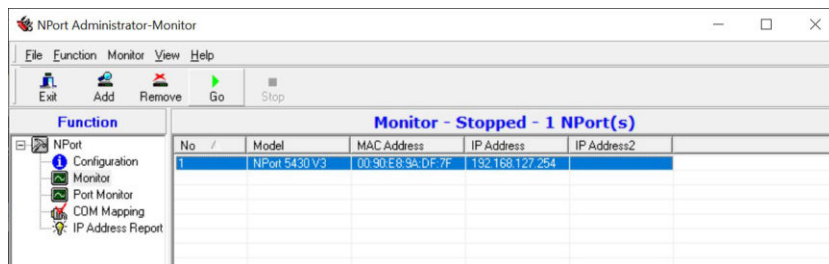 NPort Administrator-Monitor
File Function Monitor View Help
Exit Add Remove Go Stop
Function
Monitor - Stopped - 1 NPort(s)
NPort
Configuration
Monitor
Port Monitor
COM Mapping
IP Address Report
No / Model MAC Address IP Address IP Address2
1 NPort 5430 V3 00:90:E8:9A:DF:7F 192.168.127.254